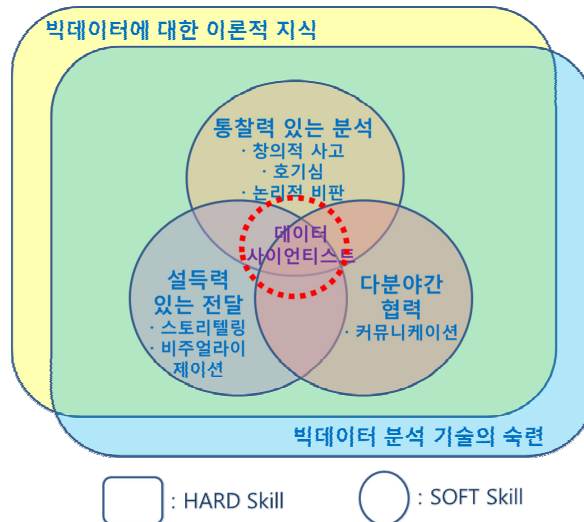 빅데이터에 대한 이론적 지식
통찰력 있는 분석
· 창의적 사고
· 호기심
· 논리적 비판
데이터
사이언티스트
설득력
있는 전달
· 스토리텔링
· 비주얼라이
제이션
다분야간
협력
· 커뮤니케이션
빅데이터 분석 기술의 숙련
: HARD Skill
: SOFT Skill